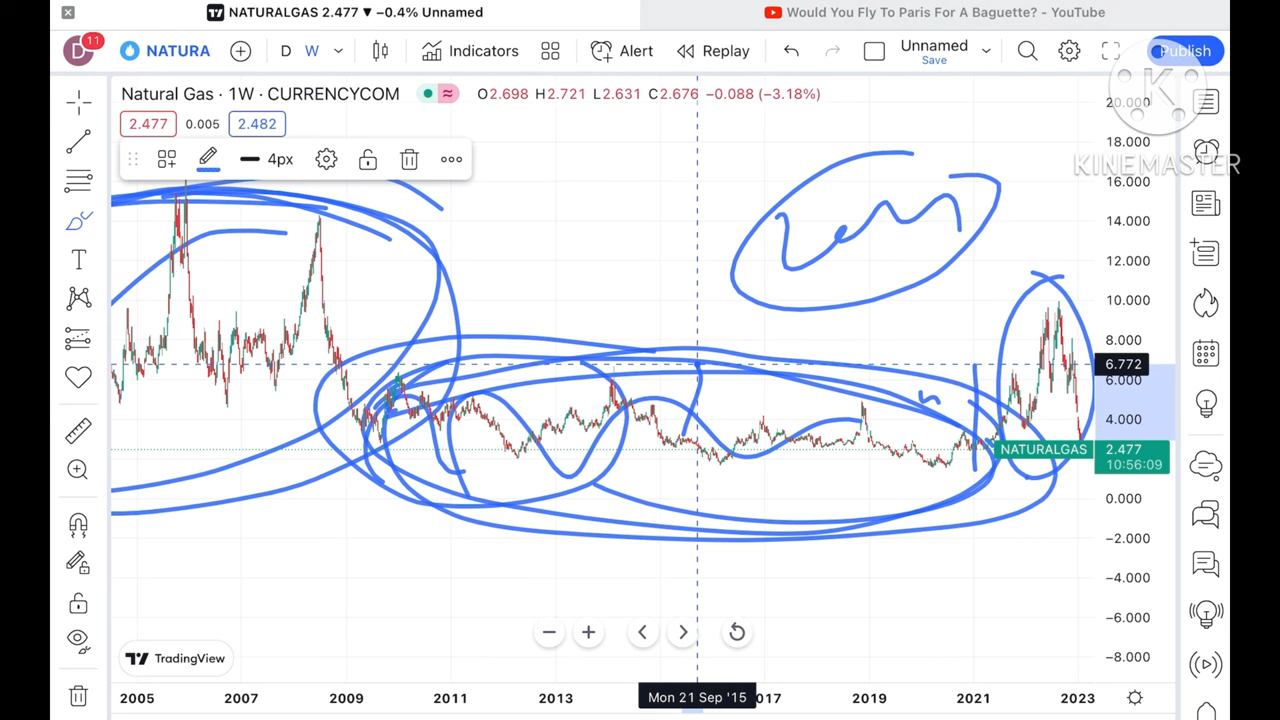 NATURALGAS 2.477 ▼ −0.4% Unnamed
Would You Fly To Paris For A Baguette? - YouTube
D 11 NATURA D W Indicators Alert Replay Unnamed Save Publish
Natural Gas · 1W · CURRENCYCOM O2.698 H2.721 L2.631 C2.676 −0.088 (−3.18%)
2.477 0.005 2.482
4px
KINEMASTER
20.000
18.000
16.000
14.000
12.000
10.000
8.000
6.772
6.000
4.000
NATURALGAS 2.477
10:56:09
0.000
−2.000
−4.000
−6.000
−8.000
TradingView
2005 2007 2009 2011 2013 Mon 21 Sep '15 017 2019 2021 2023